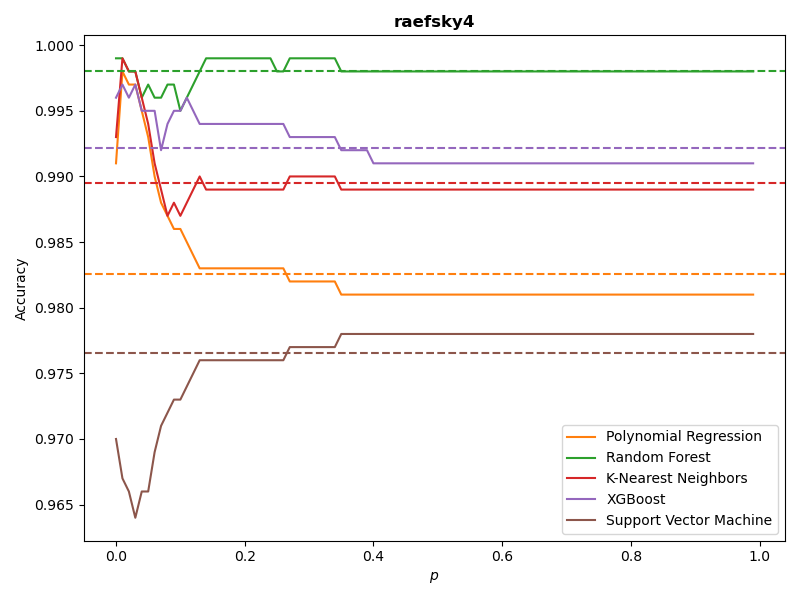 raefsky4
1.000
0.995
0.990
0.985
0.980
0.975
0.970
0.965
Accuracy
0.0 0.2 0.4 0.6 0.8 1.0
p
Polynomial Regression
Random Forest
K-Nearest Neighbors
XGBoost
Support Vector Machine